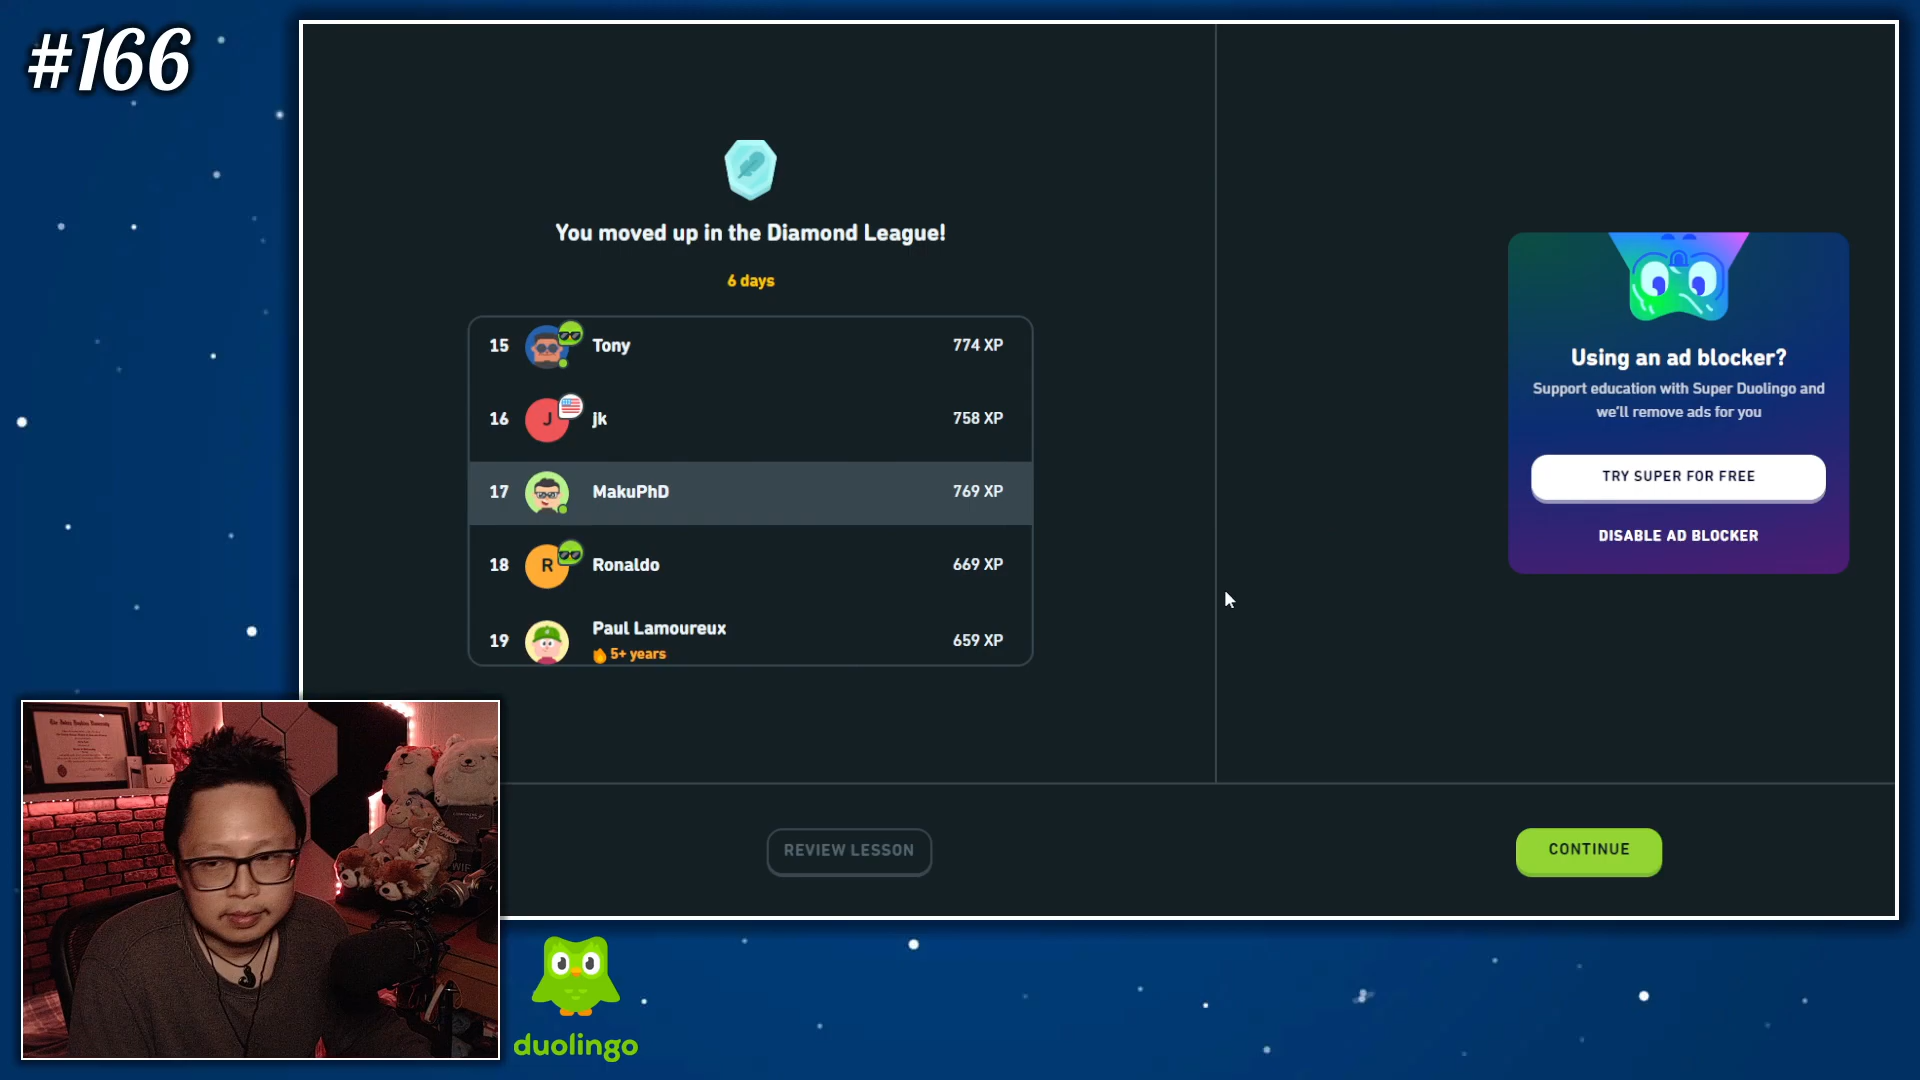 #166
You moved up in the Diamond League!
6 days
15 Tony 774 XP
16 J jk 758 XP
17 MakuPhD 769 XP
18 R Ronaldo 669 XP
19 Paul Lamoureux 659 XP
5+ years
Using an ad blocker?
Support education with Super Duolingo and
we'll remove ads for you
TRY SUPER FOR FREE
DISABLE AD BLOCKER
REVIEW LESSON
CONTINUE
duolingo